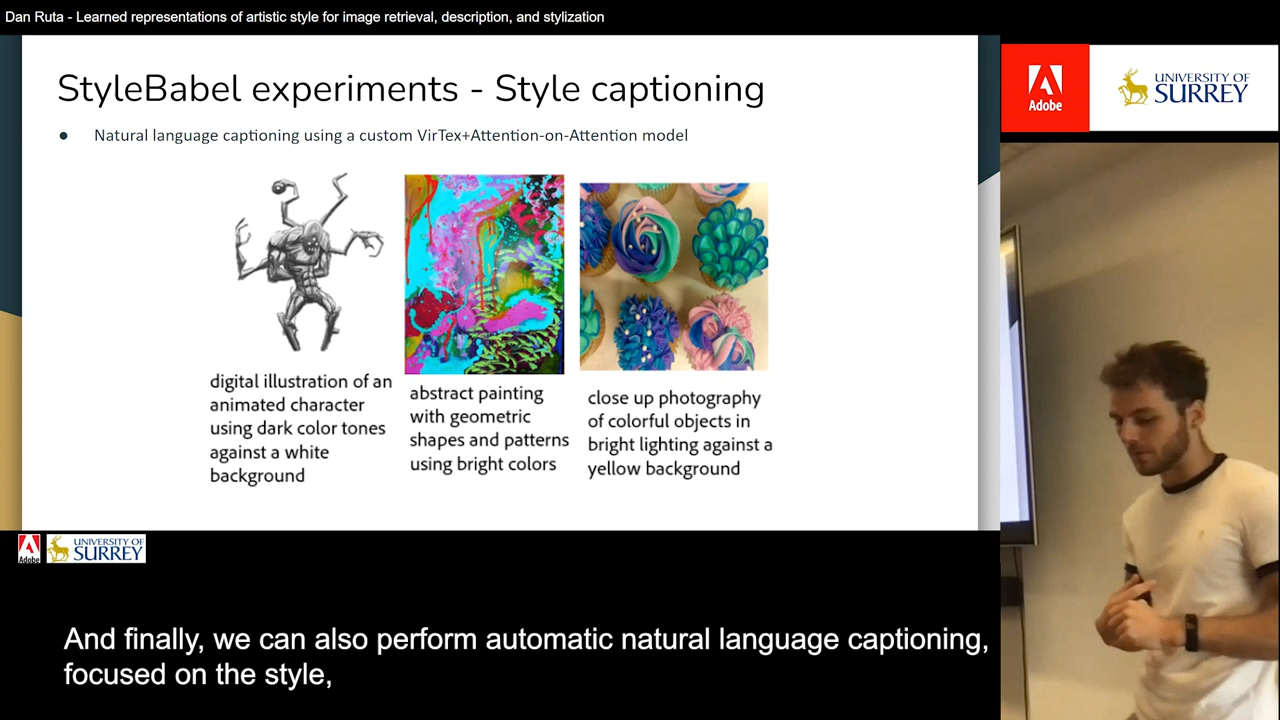 Dan Ruta - Learned representations of artistic style for image retrieval, description, and stylization
StyleBabel experiments - Style captioning
● Natural language captioning using a custom VirTex+Attention-on-Attention model
digital illustration of an
animated character
using dark color tones
against a white
background
abstract painting
with geometric
shapes and patterns
using bright colors
close up photography
of colorful objects in
bright lighting against a
yellow background
Adobe
UNIVERSITY OF
SURREY
Adobe
UNIVERSITY OF
SURREY
And finally, we can also perform automatic natural language captioning,
focused on the style,